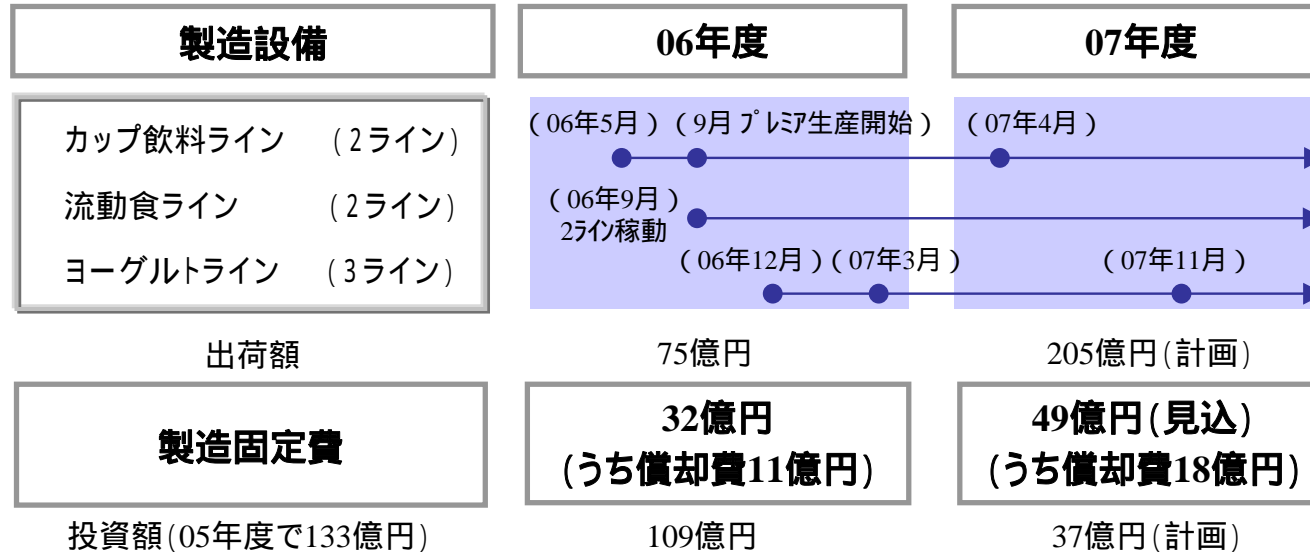 製造設備 06年度 07年度
(06年5月) (9月 プレミア生産開始) (07年4月)
カップ飲料ライン (2ライン)
流動食ライン (2ライン)
(06年9月)
2ライン稼動
ヨーグルトライン (3ライン)
(06年12月) (07年3月) (07年11月)
出荷額 75億円 205億円(計画)
製造固定費
32億円
(うち償却費11億円)
49億円(見込)
(うち償却費18億円)
投資額(05年度で133億円) 109億円 37億円(計画)